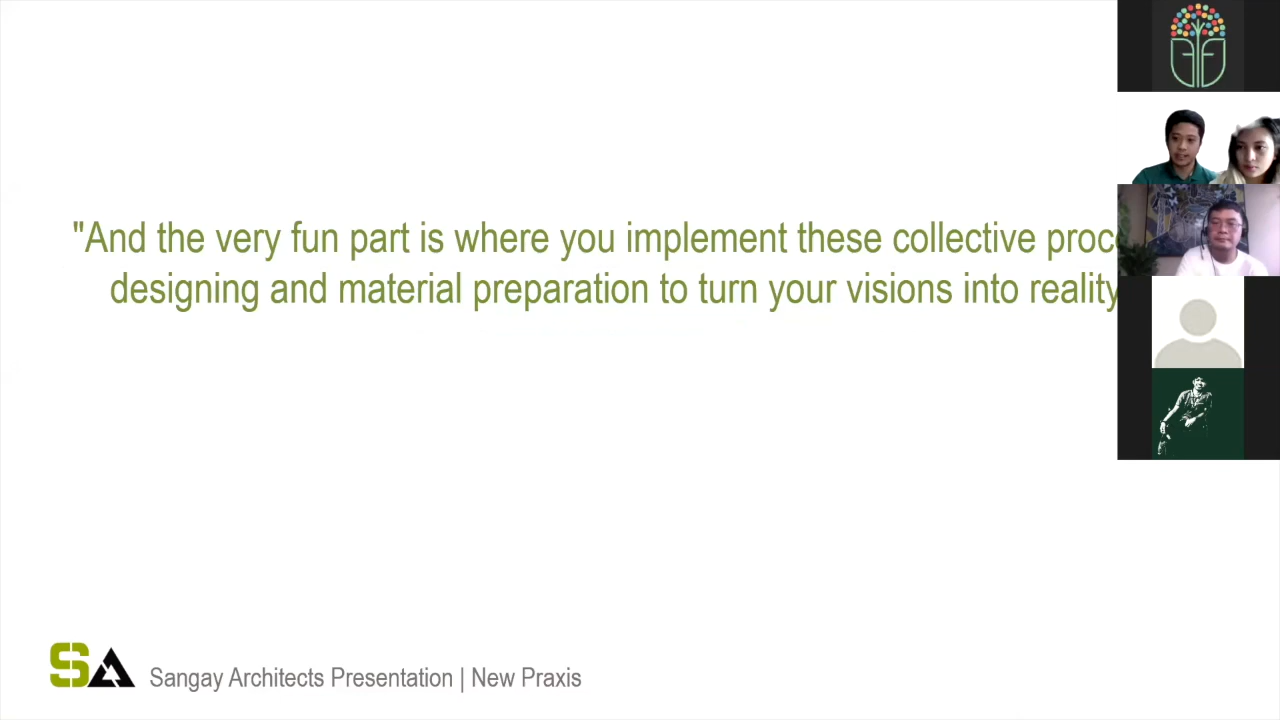 "And the very fun part is where you implement these collective
designing and material preparation to turn your visions into reality
SA Sangay Architects Presentation | New Praxis